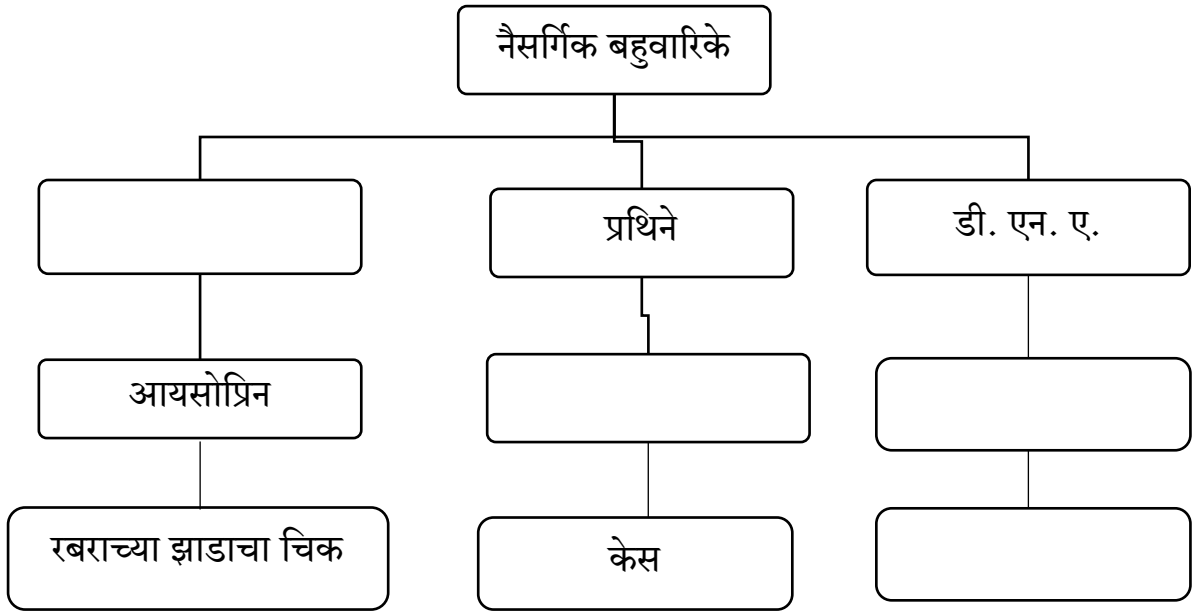 नैसर्गिक बहुवारिके
प्रथिने
डी. एन. ए.
आयसोप्रिन
रबराच्या झाडाचा चिक
केस